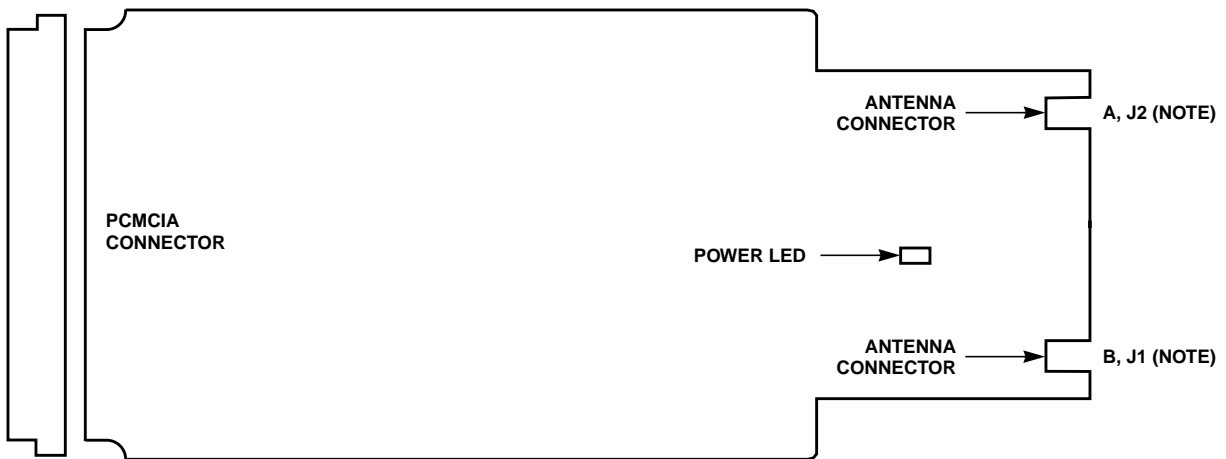 ANTENNA
CONNECTOR
A, J2 (NOTE)
PCMCIA
CONNECTOR
POWER LED
ANTENNA
CONNECTOR
B, J1 (NOTE)